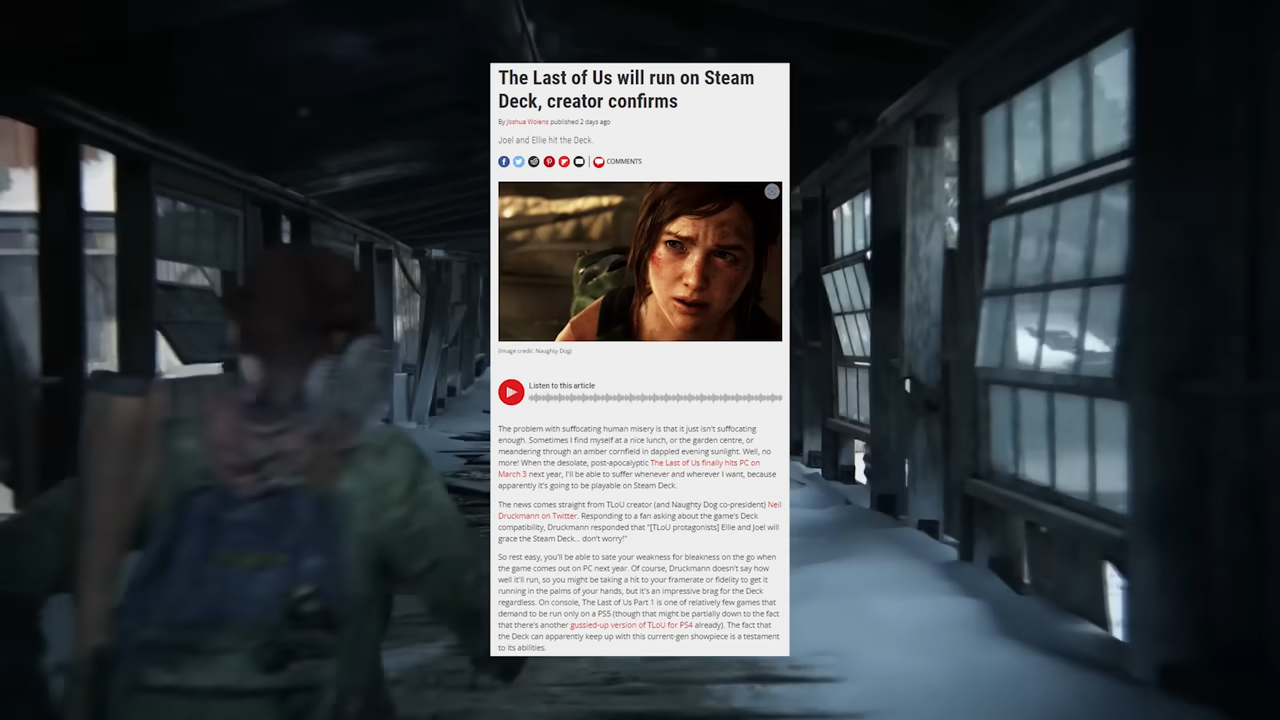 The Last of Us will run on Steam
Deck, creator confirms
By Joshua Wolens published 2 days ago
Joel and Ellie hit the Deck.
COMMENTS
(Image credit: Naughty Dog)
Listen to this article
The problem with suffocating human misery is that it just isn't suffocating
enough. Sometimes I find myself at a nice lunch, or the garden centre, or
meandering through an amber cornfield in dappled evening sunlight. Well, no
more! When the desolate, post-apocalyptic The Last of Us finally hits PC on
March 3 next year, I'll be able to suffer whenever and wherever I want, because
apparently it's going to be playable on Steam Deck.
The news comes straight from TLoU creator (and Naughty Dog co-president) Neil
Druckmann on Twitter. Responding to a fan asking about the game's Deck
compatibility, Druckmann responded that "[TLoU protagonists] Ellie and Joel will
grace the Steam Deck... don't worry!"
So rest easy, you'll be able to sate your weakness for bleakness on the go when
the game comes out on PC next year. Of course, Druckmann doesn't say how
well it'll run, so you might be taking a hit to your framerate or fidelity to get it
running in the palms of your hands, but it's an impressive brag for the Deck
regardless. On console, The Last of Us Part 1 is one of relatively few games that
demand to be run only on a PS5 (though that might be partially down to the fact
that there's another gussied-up version of TLoU for PS4 already). The fact that
the Deck can apparently keep up with this current-gen showpiece is a testament
to its abilities.